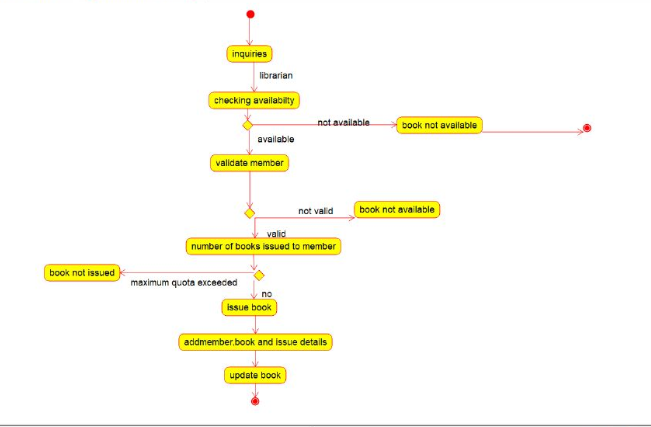 inquiries
librarian
checking availabilty
not available
book not available
available
validate member
not valid
book not available
valid
number of books issued to member
book not issued
maximum quota exceeded
no
issue book
addmember,book and issue details
update book